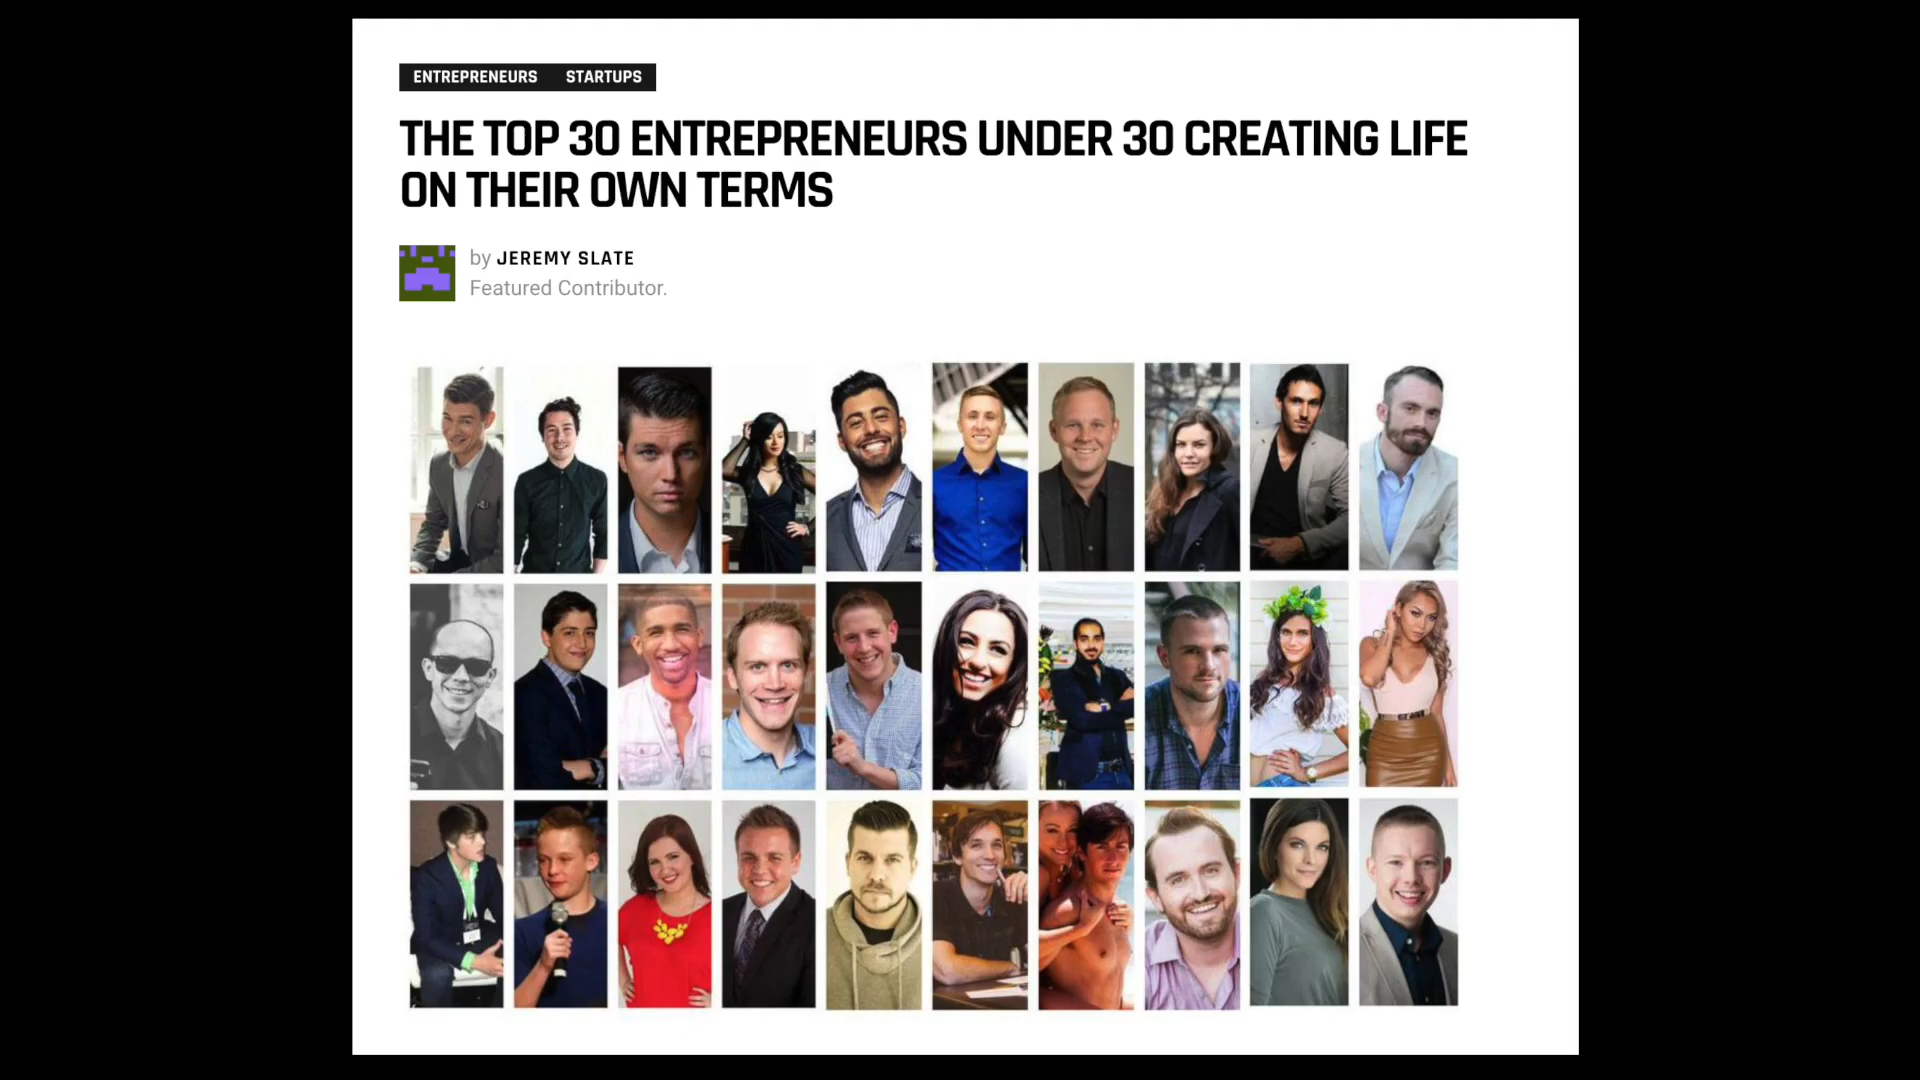 ENTREPRENEURS STARTUPS
THE TOP 30 ENTREPRENEURS UNDER 30 CREATING LIFE
ON THEIR OWN TERMS
by JEREMY SLATE
Featured Contributor.